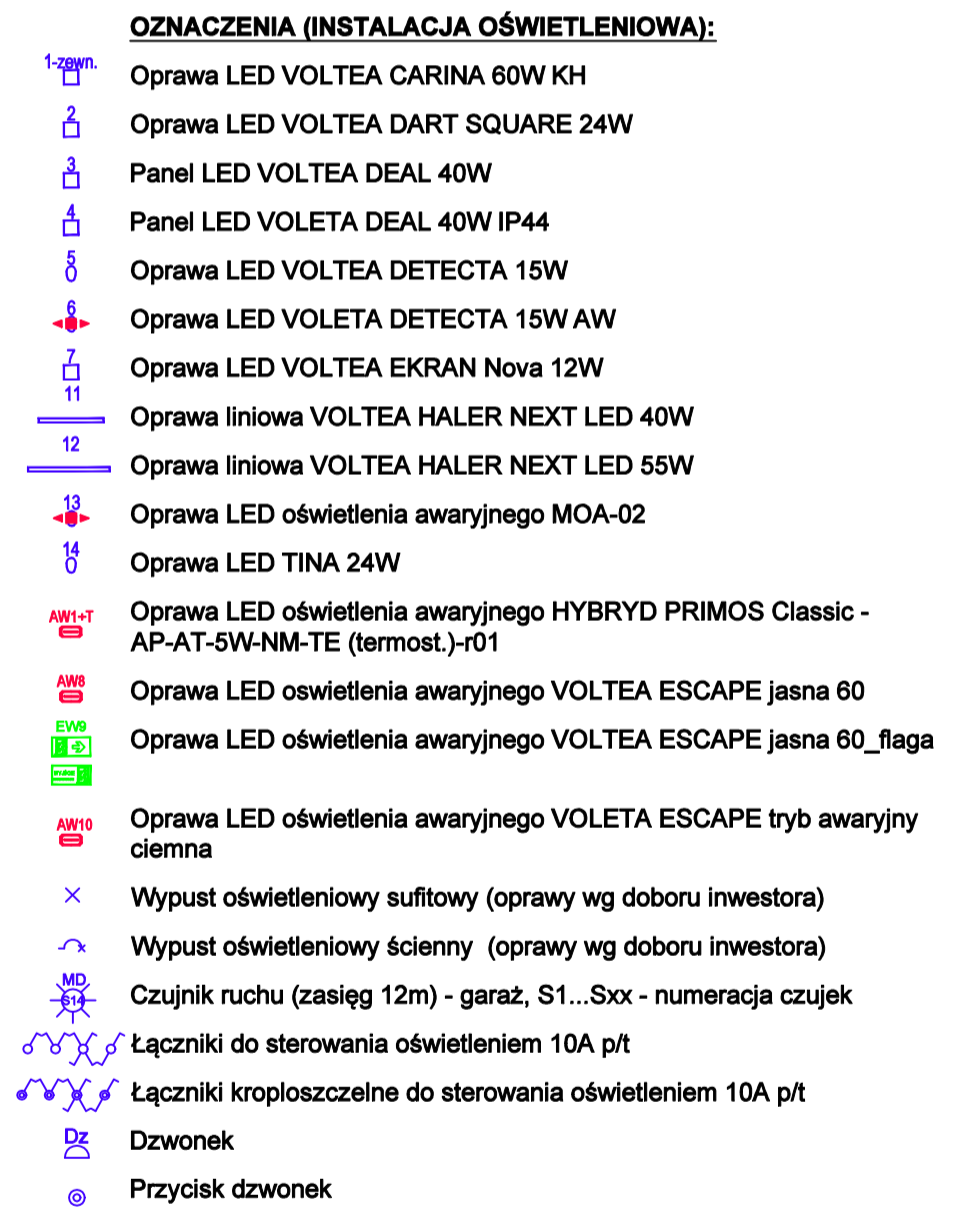 OZNACZENIA (INSTALACJA OŚWIETLENIOWA):
1-zewn. Oprawa LED VOLTEA CARINA 60W KH
2 Oprawa LED VOLTEA DART SQUARE 24W
3 Panel LED VOLTEA DEAL 40W
4 Panel LED VOLETA DEAL 40W IP44
5 Oprawa LED VOLTEA DETECTA 15W
6 Oprawa LED VOLETA DETECTA 15W AW
7 Oprawa LED VOLTEA EKRAN Nova 12W
11 Oprawa liniowa VOLTEA HALER NEXT LED 40W
12 Oprawa liniowa VOLTEA HALER NEXT LED 55W
13 Oprawa LED oświetlenia awaryjnego MOA-02
14 Oprawa LED TINA 24W
AW1+T Oprawa LED oświetlenia awaryjnego HYBRYD PRIMOS Classic -
AP-AT-5W-NM-TE (termost.)-r01
AW8 Oprawa LED oswietlenia awaryjnego VOLTEA ESCAPE jasna 60
EW9 Oprawa LED oświetlenia awaryjnego VOLTEA ESCAPE jasna 60_flaga
AW10 Oprawa LED oświetlenia awaryjnego VOLETA ESCAPE tryb awaryjny
ciemna
Wypust oświetleniowy sufitowy (oprawy wg doboru inwestora)
Wypust oświetleniowy ścienny (oprawy wg doboru inwestora)
MD S14 Czujnik ruchu (zasięg 12m) - garaż, S1...Sxx - numeracja czujek
Łączniki do sterowania oświetleniem 10A p/t
Łączniki kroploszczelne do sterowania oświetleniem 10A p/t
Dz Dzwonek
Przycisk dzwonek